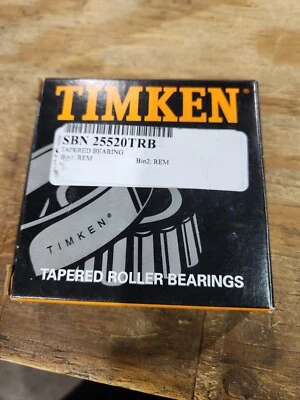 TIMKEN®
SBN 25520TRB
TAPERED BEARING
Bin1: REM Bin2: REM
TIMKEN®
TAPERED ROLLER BEARINGS